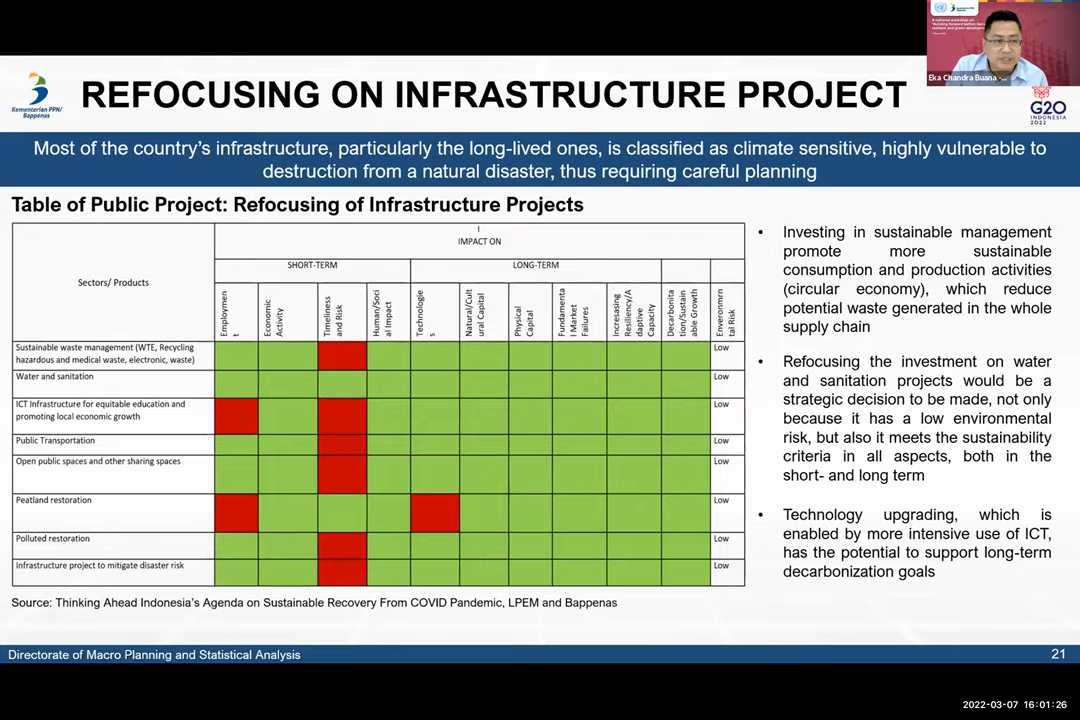 A national workshop on
Eka Chandra Buana -...
Kementerian PPN/
Bappenas
REFOCUSING ON INFRASTRUCTURE PROJECT
G20
INDONESIA
2022
Most of the country's infrastructure, particularly the long-lived ones, is classified as climate sensitive, highly vulnerable to
destruction from a natural disaster, thus requiring careful planning
Table of Public Project: Refocusing of Infrastructure Projects
I
IMPACT ON
Sectors/ Products
SHORT-TERM
LONG-TERM
Employmen
t
Economic
Activity
Timeliness
and Risk
Human/Soci
al Impact
Technologie
s
Natural/Cult
ural Capital
Physical
Capital
Fundamenta
l Market
Failures
Incresasing
Resiliency/A
daptive
Capacity
Decarbonita
tion/Sustain
able Growth
Enveronmrn
tal Risk
Sustainable waste management (WTE, Recycling
hazardous and medical waste, electronic, waste)
Low
Water and sanitation
Low
ICT Infrastructure for equitable education and
promoting local economic growth
Low
Public Transportation
Low
Open public spaces and other sharing spaces
Low
Peatland restoration
Low
Polluted restoration
Low
Infrastructure project to mitigate disaster risk
Low
Source: Thinking Ahead Indonesia's Agenda on Sustainable Recovery From COVID Pandemic, LPEM and Bappenas
• Investing in sustainable management
promote more sustainable
consumption and production activities
(circular economy), which reduce
potential waste generated in the whole
supply chain
• Refocusing the investment on water
and sanitation projects would be a
strategic decision to be made, not only
because it has a low environmental
risk, but also it meets the sustainability
criteria in all aspects, both in the
short- and long term
• Technology upgrading, which is
enabled by more intensive use of ICT,
has the potential to support long-term
decarbonization goals
Directorate of Macro Planning and Statistical Analysis
21
2022-03-07 16:01:26